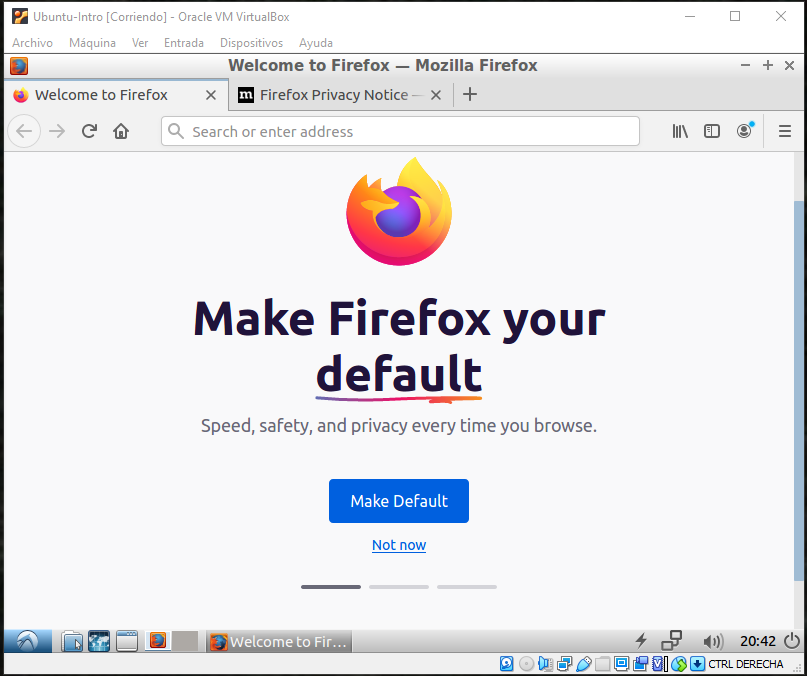 Ubuntu-Intro [Corriendo] - Oracle VM VirtualBox
Archivo Máquina Ver Entrada Dispositivos Ayuda
Welcome to Firefox — Mozilla Firefox
Welcome to Firefox
m Firefox Privacy Notice —
Search or enter address
Make Firefox your
default
Speed, safety, and privacy every time you browse.
Make Default
Not now
Welcome to Fir...
20:42
CTRL DERECHA